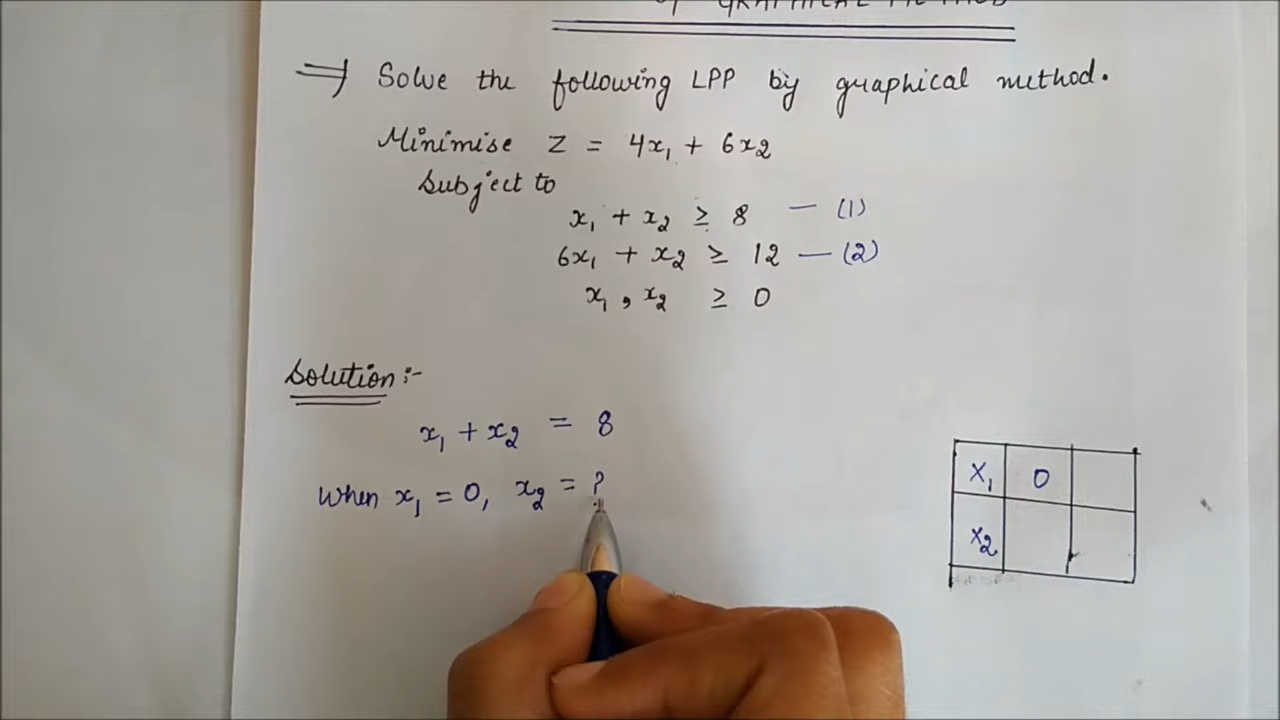 ⇒ Solve the following LPP by graphical method.
Minimise Z = 4x₁ + 6x₂
Subject to
x₁ + x₂ ≥ 8 — (1)
6x₁ + x₂ ≥ 12 — (2)
x₁, x₂ ≥ 0
Solution :-
x₁ + x₂ = 8
When x₁ = 0, x₂ = ?
X₁ 0
X₂